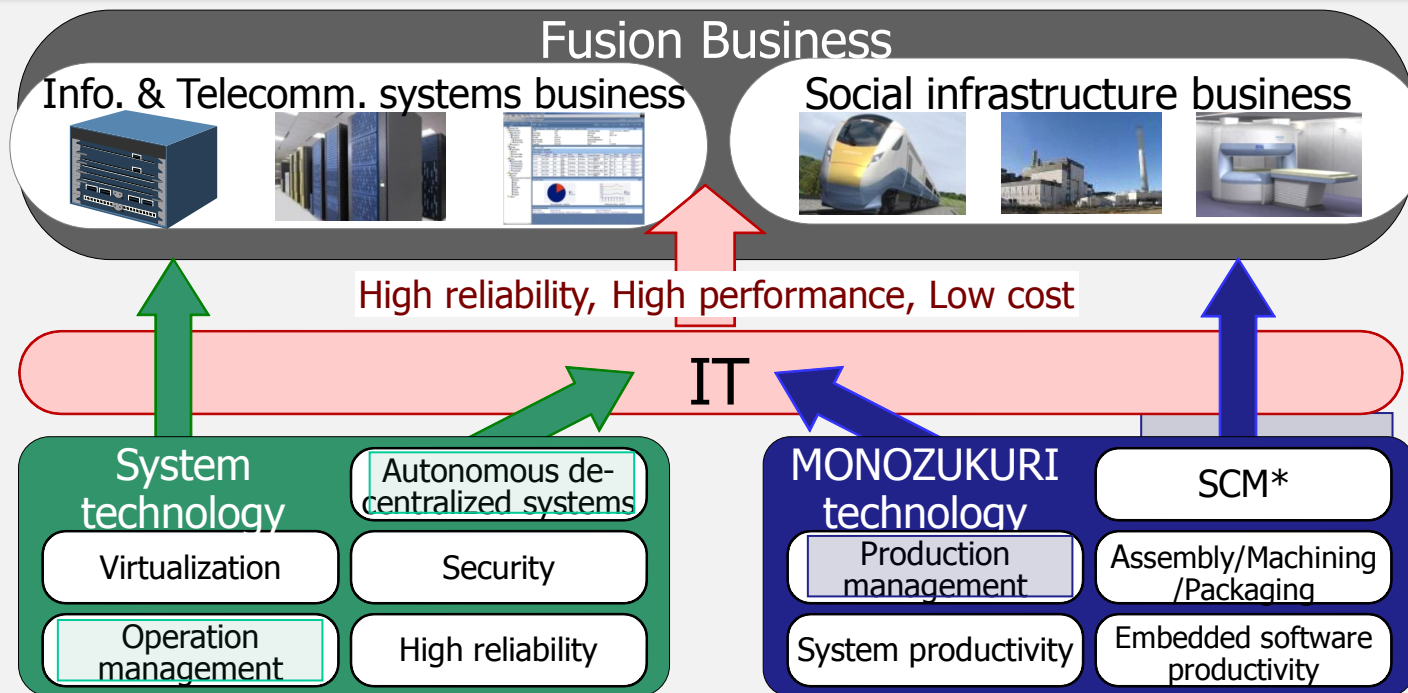 Fusion Business
Info. & Telecomm. systems business
Social infrastructure business
High reliability, High performance, Low cost
IT
System
technology
Autonomous de-
centralized systems
Virtualization
Security
Operation
management
High reliability
MONOZUKURI
technology
SCM*
Production
management
Assembly/Machining
/Packaging
System productivity
Embedded software
productivity